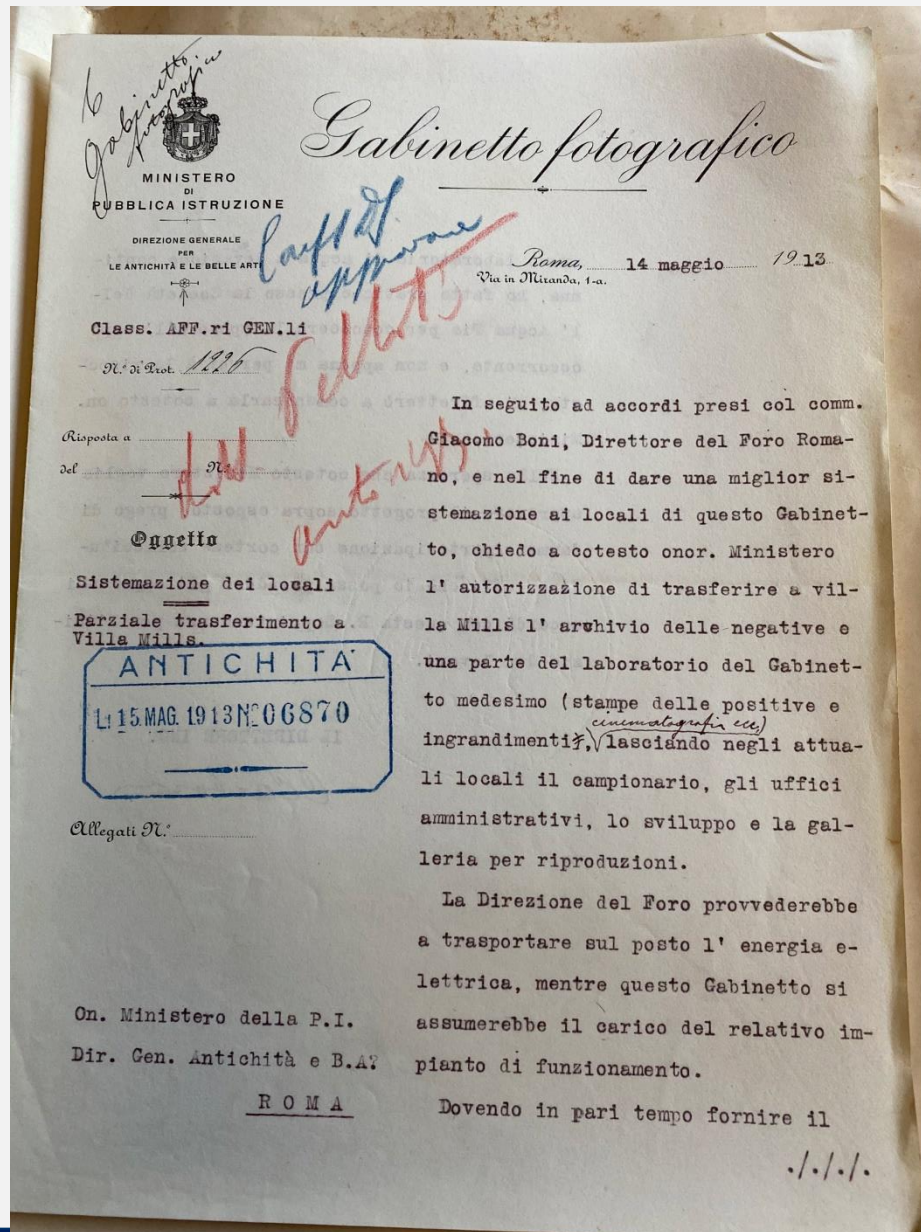 Gabinetto
fotografico
MINISTERO
DI
PUBBLICA ISTRUZIONE
DIREZIONE GENERALE
PER
LE ANTICHITÀ E LE BELLE ARTI
Gabinetto fotografico
approvare
Roma, 14 maggio 1913
Via in Miranda, 1-a.
Class. AFF.ri GEN.li
N.º di Prot. 1226
Risposta a
del N.º
Oggetto
Sistemazione dei locali
Parziale trasferimento a
Villa Mills.
ANTICHITÀ
Lì 15.MAG. 1913 Nº 06870
Allegati N.º
On. Ministero della P.I.
Dir. Gen. Antichità e B.A?
ROMA
In seguito ad accordi presi col comm.
Giacomo Boni, Direttore del Foro Roma-
no, e nel fine di dare una miglior si-
stemazione ai locali di questo Gabinet-
to, chiedo a cotesto onor. Ministero
l' autorizzazione di trasferire a vil-
la Mills l' archivio delle negative e
una parte del laboratorio del Gabinet-
to medesimo (stampe delle positive e
cinematografia ecc)
ingrandimenti, lasciando negli attua-
li locali il campionario, gli uffici
amministrativi, lo sviluppo e la gal-
leria per riproduzioni.
La Direzione del Foro provvederebbe
a trasportare sul posto l' energia e-
lettrica, mentre questo Gabinetto si
assumerebbe il carico del relativo im-
pianto di funzionamento.
Dovendo in pari tempo fornire il
./././.